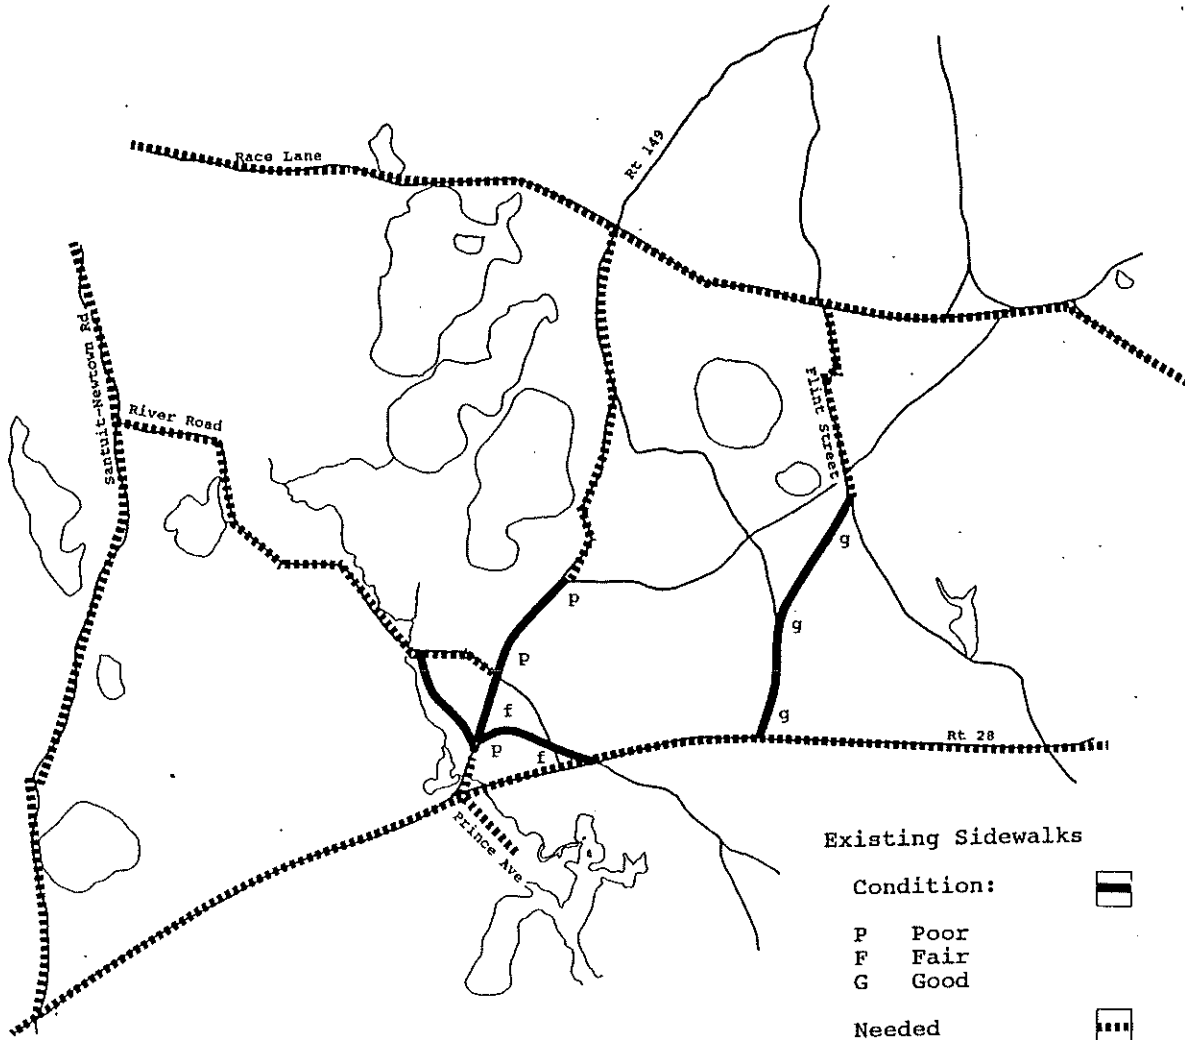 Rt 149
Race Lane
Santuit-Newtown Rd
River Road
Flint Street
g
p
g
p
f
g
p
f
Rt 28
Prince Ave
Existing Sidewalks
Condition:
P Poor
F Fair
G Good
Needed